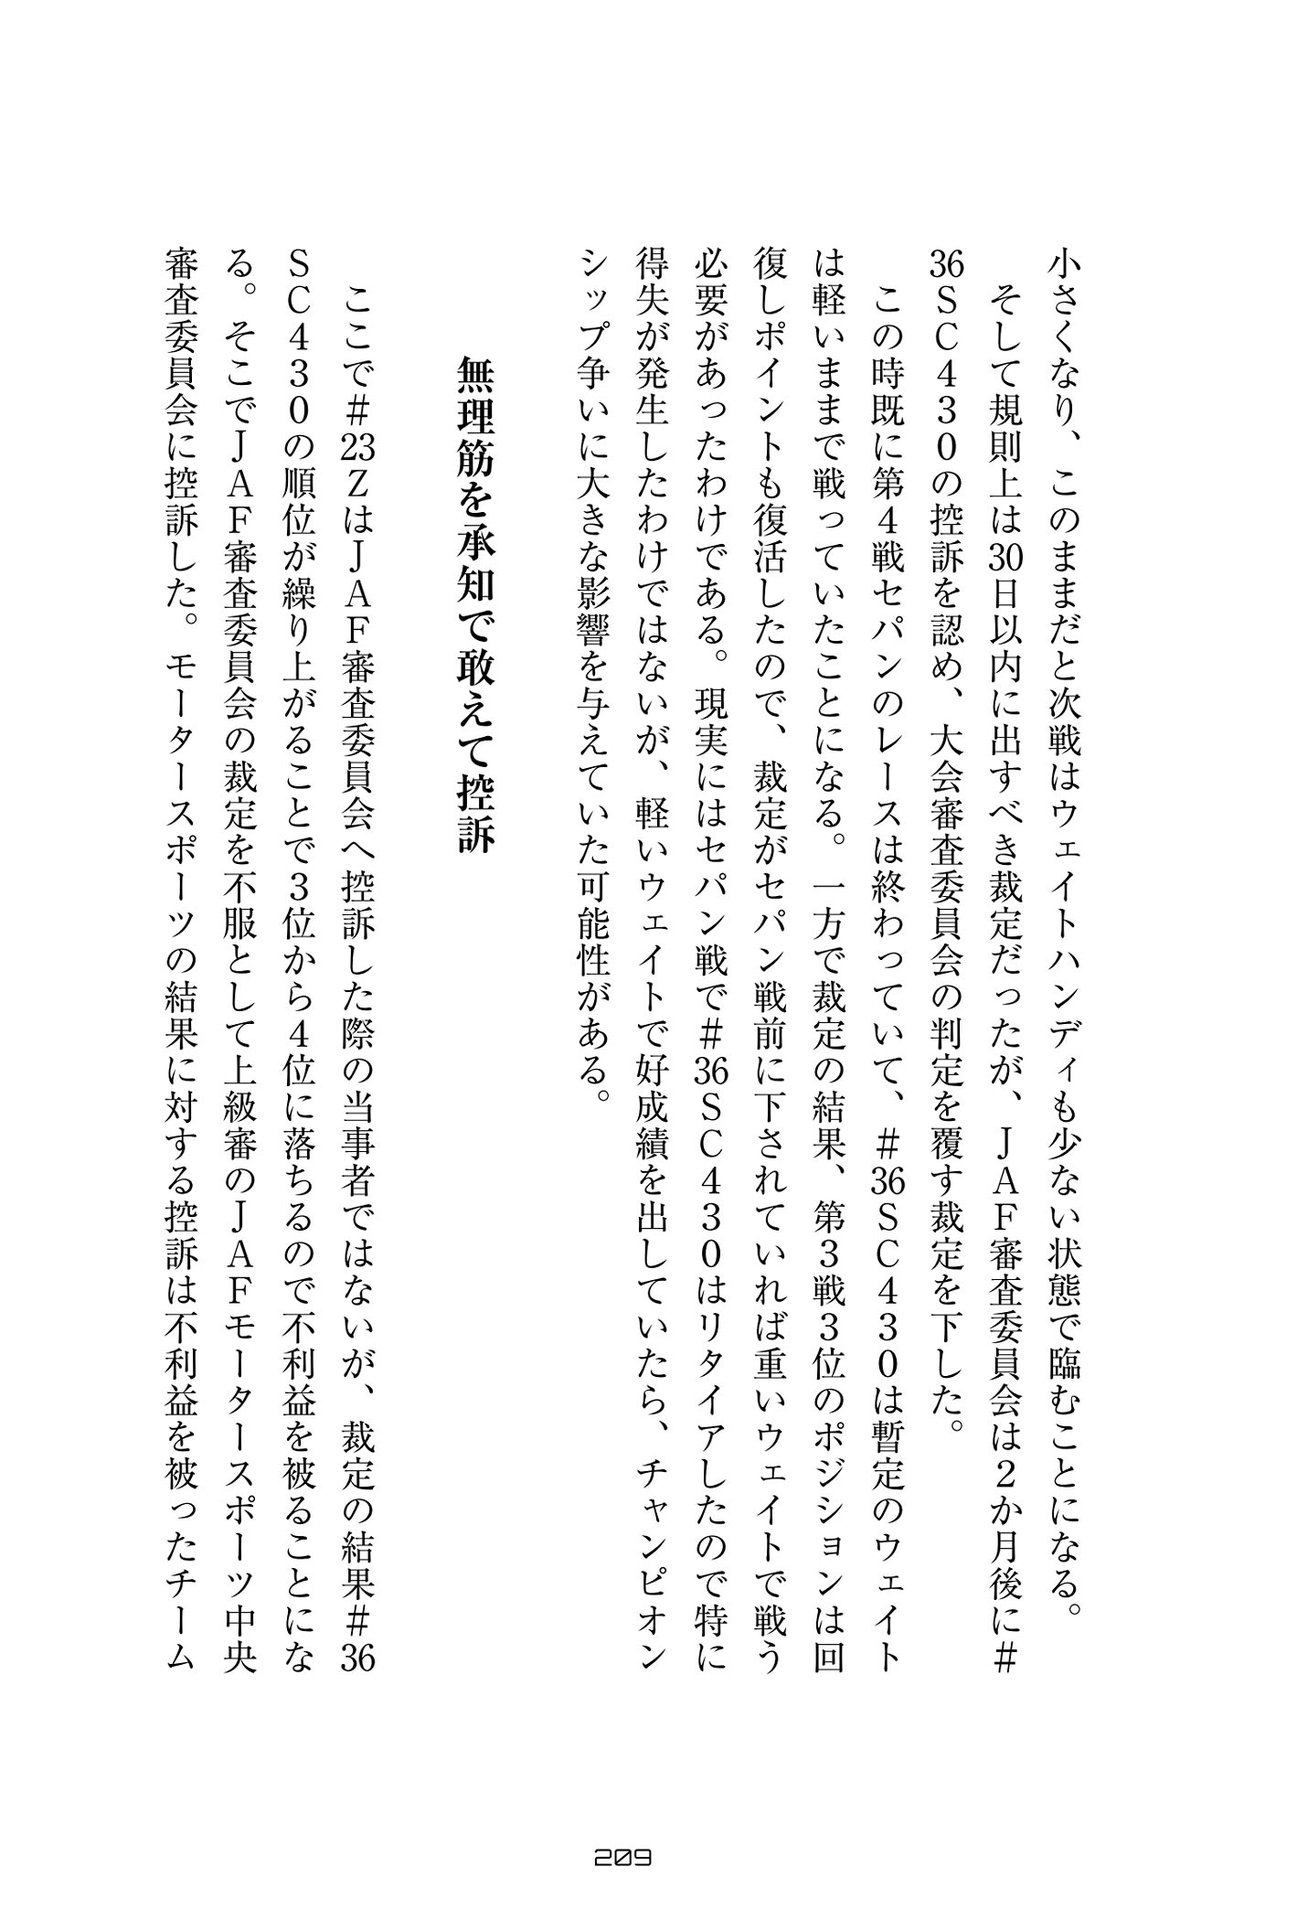 小さくなり、このままだと次戦はウェイトハンディも少ない状態で臨むことになる。
　そして規則上は30日以内に出すべき裁定だったが、ＪＡＦ審査委員会は２か月後に＃
36ＳＣ４３０の控訴を認め、大会審査委員会の判定を覆す裁定を下した。
　この時既に第４戦セパンのレースは終わっていて、＃36ＳＣ４３０は暫定のウェイト
は軽いままで戦っていたことになる。一方で裁定の結果、第３戦３位のポジションは回
復しポイントも復活したので、裁定がセパン戦前に下されていれば重いウェイトで戦う
必要があったわけである。現実にはセパン戦で＃36ＳＣ４３０はリタイアしたので特に
得失が発生したわけではないが、軽いウェイトで好成績を出していたら、チャンピオン
シップ争いに大きな影響を与えていた可能性がある。
無理筋を承知で敢えて控訴
　ここで＃23ＺはＪＡＦ審査委員会へ控訴した際の当事者ではないが、裁定の結果＃36
ＳＣ４３０の順位が繰り上がることで３位から４位に落ちるので不利益を被ることにな
る。そこでＪＡＦ審査委員会の裁定を不服として上級審のＪＡＦモータースポーツ中央
審査委員会に控訴した。モータースポーツの結果に対する控訴は不利益を被ったチーム
209